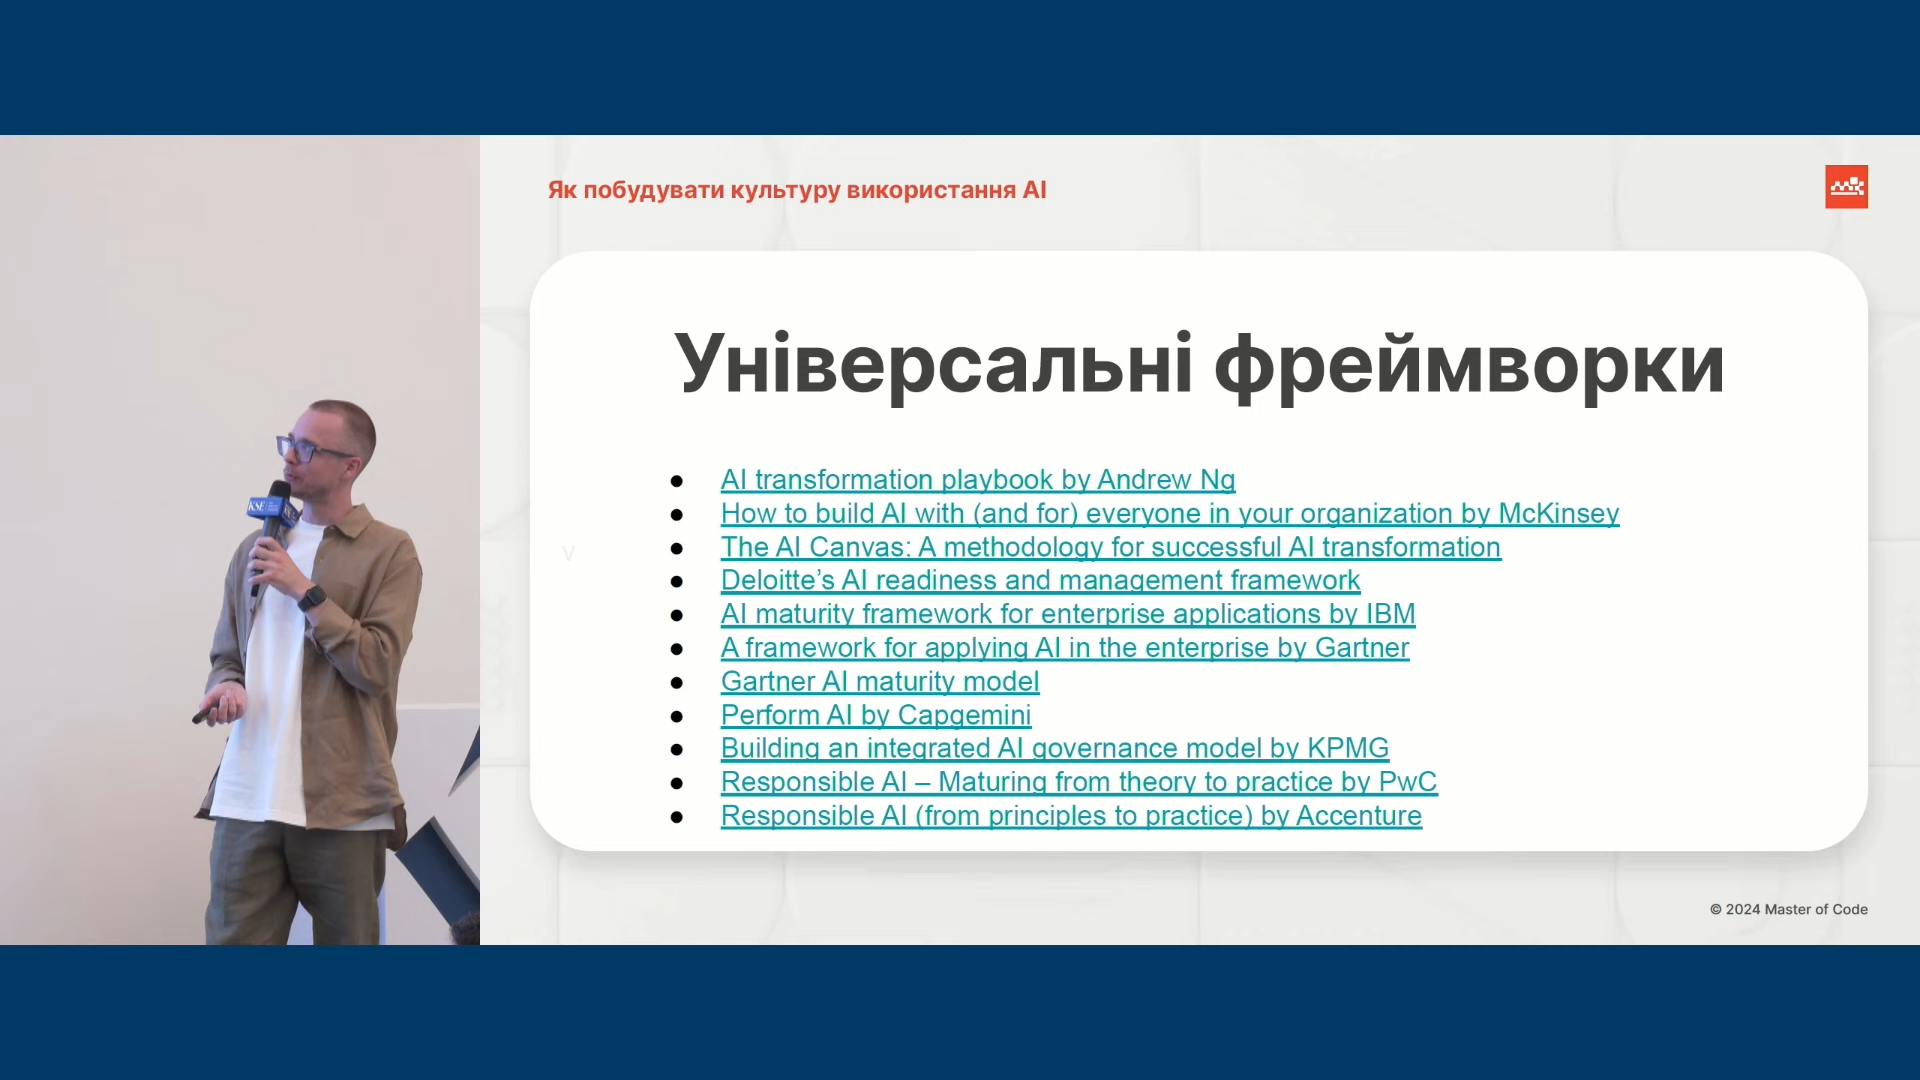 Як побудувати культуру використання AI
Універсальні фреймворки
● AI transformation playbook by Andrew Ng
● How to build AI with (and for) everyone in your organization by McKinsey
● The AI Canvas: A methodology for successful AI transformation
● Deloitte’s AI readiness and management framework
● AI maturity framework for enterprise applications by IBM
● A framework for applying AI in the enterprise by Gartner
● Gartner AI maturity model
● Perform AI by Capgemini
● Building an integrated AI governance model by KPMG
● Responsible AI – Maturing from theory to practice by PwC
● Responsible AI (from principles to practice) by Accenture
v
KSE
© 2024 Master of Code